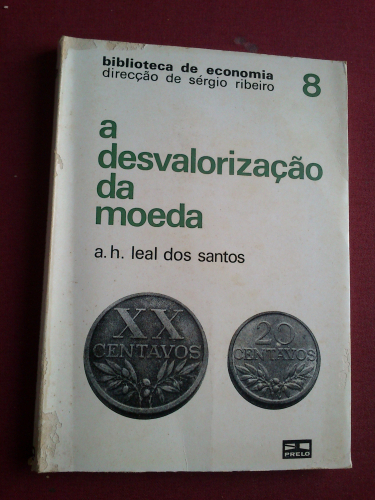 biblioteca de economia
direcção de sérgio ribeiro
8
a
desvalorização
da
moeda
a. h. leal dos santos
XX
CENTAVOS
20
CENTAVOS
PRELO